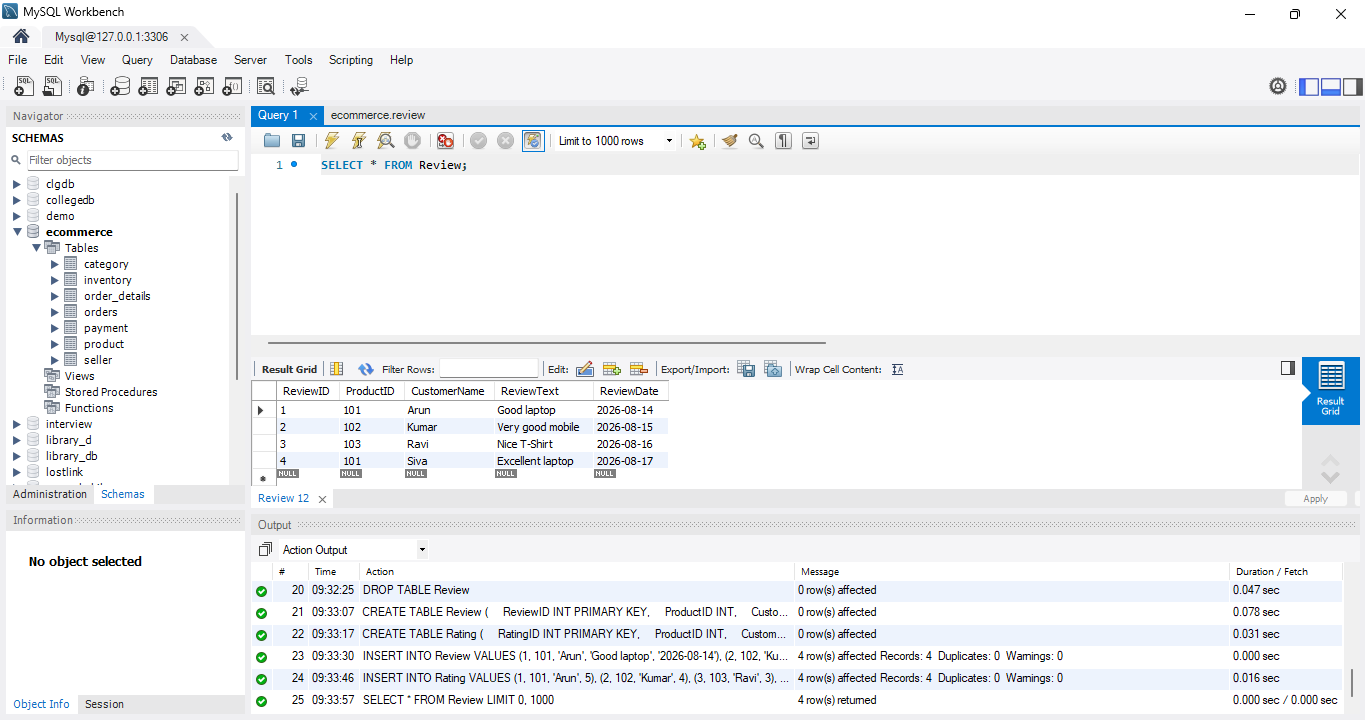 MySQL Workbench
Mysql@127.0.0.1:3306
File Edit View Query Database Server Tools Scripting Help
Navigator
SCHEMAS
Filter objects
clgdb
collegedb
demo
ecommerce
Tables
category
inventory
order_details
orders
payment
product
seller
Views
Stored Procedures
Functions
interview
library_d
library_db
lostlink
Administration Schemas
Information
No object selected
Object Info Session
Query 1 ecommerce.review
Limit to 1000 rows
1 SELECT * FROM Review;
Result Grid Filter Rows: Edit: Export/Import: Wrap Cell Content:
ReviewID ProductID CustomerName ReviewText ReviewDate
1 101 Arun Good laptop 2026-08-14
2 102 Kumar Very good mobile 2026-08-15
3 103 Ravi Nice T-Shirt 2026-08-16
4 101 Siva Excellent laptop 2026-08-17
NULL NULL NULL NULL NULL
Result Grid
Review 12
Apply
Output
Action Output
# Time Action Message Duration / Fetch
20 09:32:25 DROP TABLE Review 0 row(s) affected 0.047 sec
21 09:33:07 CREATE TABLE Review ( ReviewID INT PRIMARY KEY, ProductID INT, Custo... 0 row(s) affected 0.078 sec
22 09:33:17 CREATE TABLE Rating ( RatingID INT PRIMARY KEY, ProductID INT, Custom... 0 row(s) affected 0.031 sec
23 09:33:30 INSERT INTO Review VALUES (1, 101, 'Arun', 'Good laptop', '2026-08-14'), (2, 102, 'Ku... 4 row(s) affected Records: 4 Duplicates: 0 Warnings: 0 0.000 sec
24 09:33:46 INSERT INTO Rating VALUES (1, 101, 'Arun', 5), (2, 102, 'Kumar', 4), (3, 103, 'Ravi', 3), ... 4 row(s) affected Records: 4 Duplicates: 0 Warnings: 0 0.016 sec
25 09:33:57 SELECT * FROM Review LIMIT 0, 1000 4 row(s) returned 0.000 sec / 0.000 sec